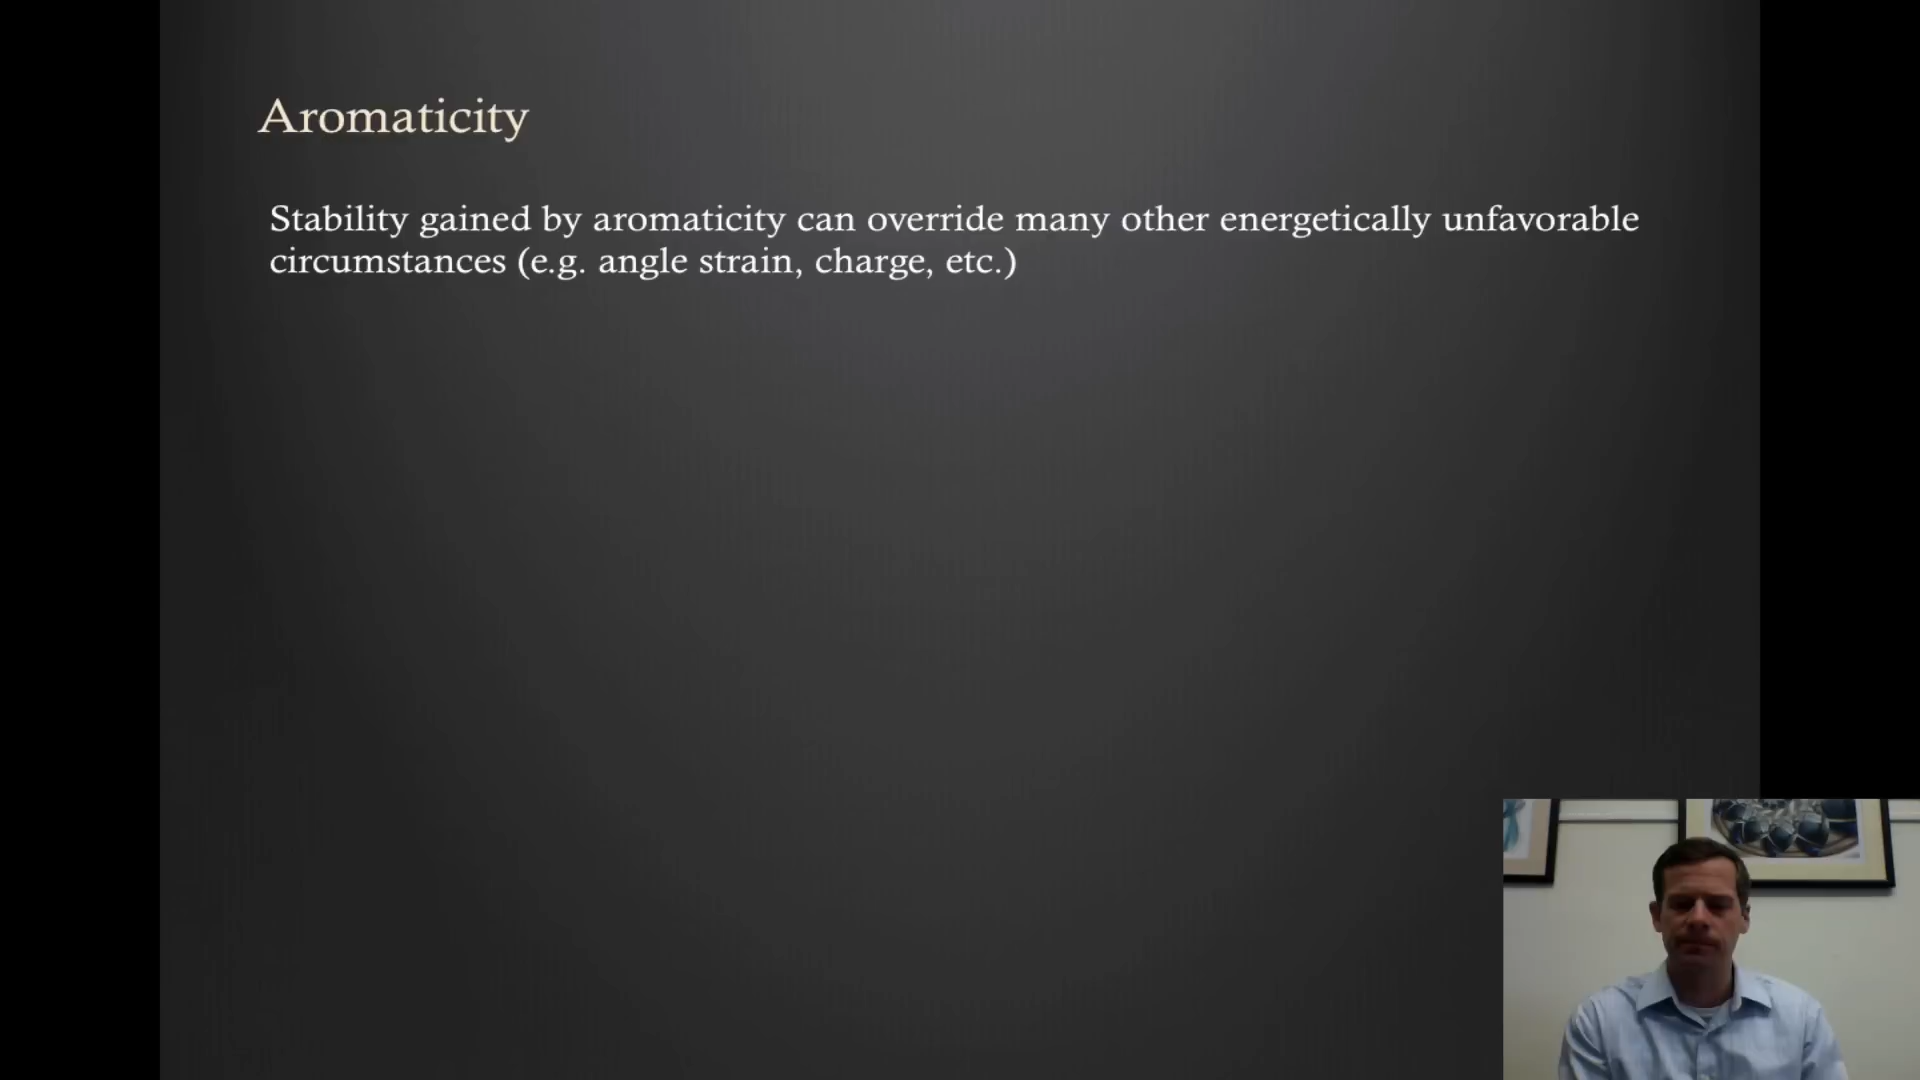 Aromaticity
Stability gained by aromaticity can override many other energetically unfavorable
circumstances (e.g. angle strain, charge, etc.)